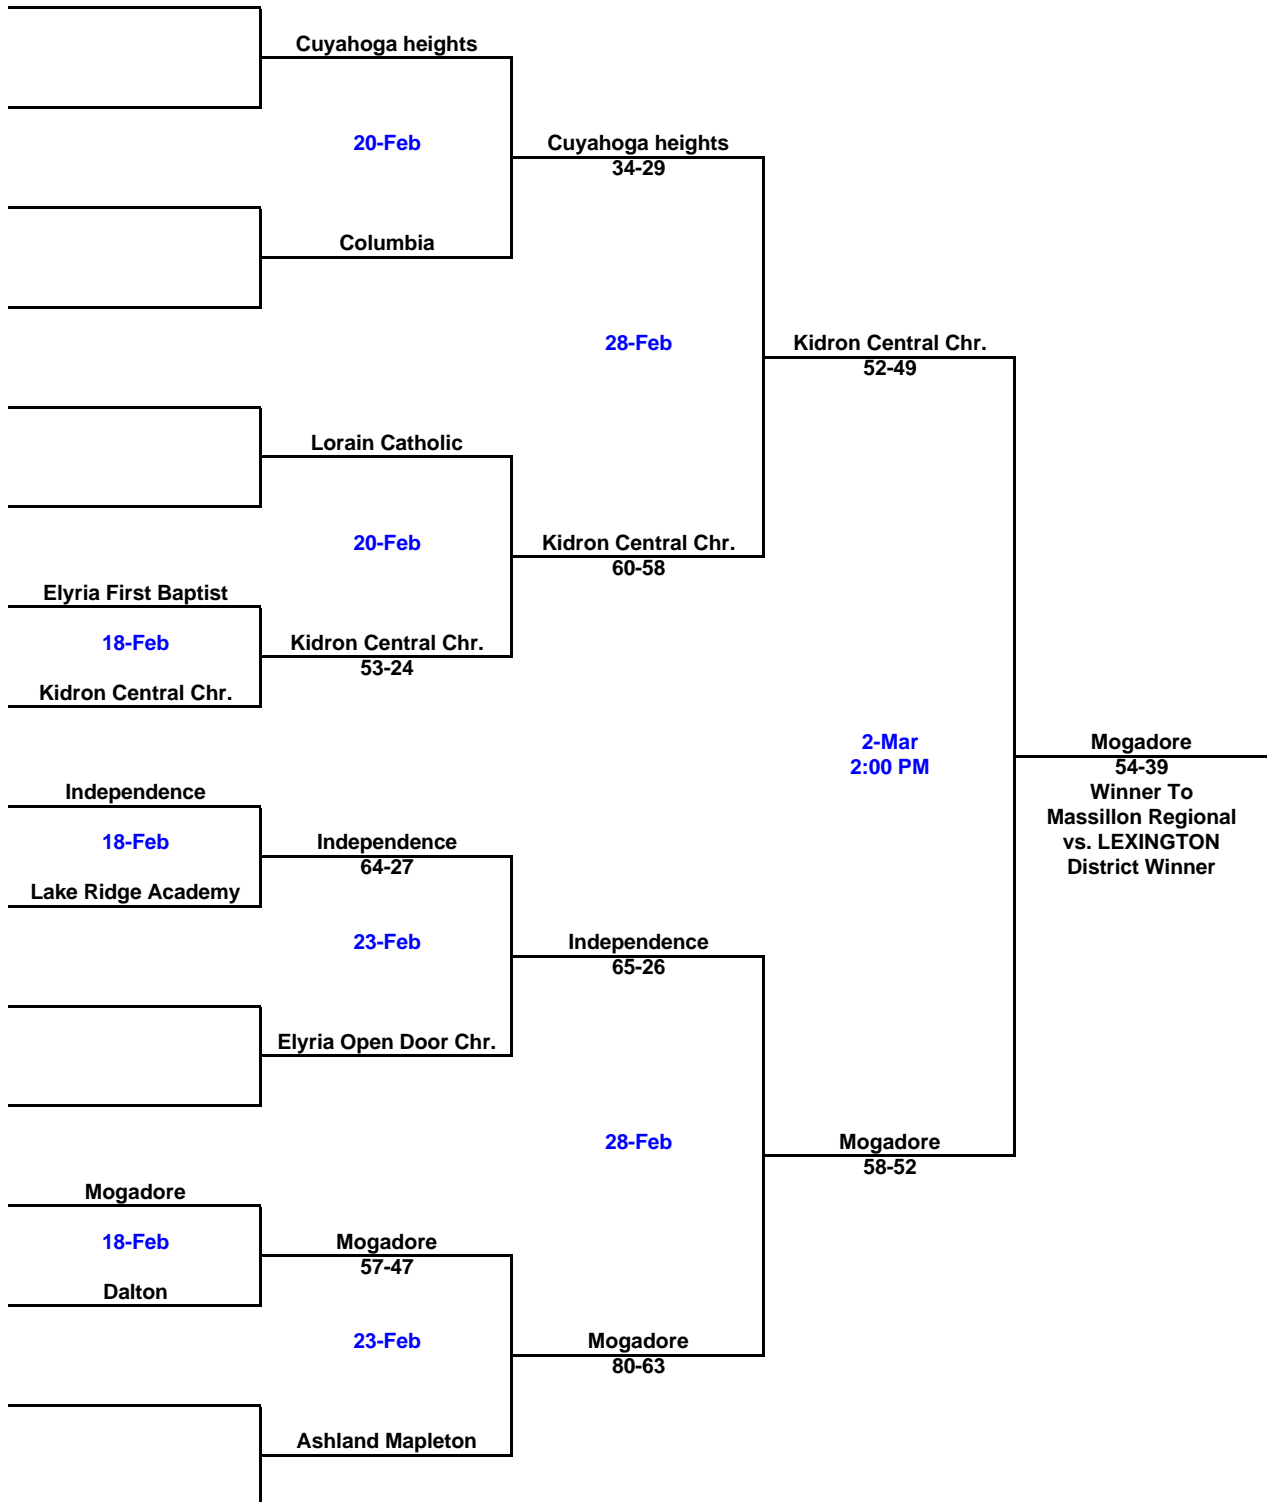 Cuyahoga heights
20-Feb
Cuyahoga heights
34-29
Columbia
28-Feb
Kidron Central Chr.
52-49
Lorain Catholic
20-Feb
Kidron Central Chr.
60-58
Elyria First Baptist
18-Feb
Kidron Central Chr.
53-24
Kidron Central Chr.
2-Mar
2:00 PM
Mogadore
54-39
Winner To
Massillon Regional
vs. LEXINGTON
District Winner
Independence
18-Feb
Independence
64-27
Lake Ridge Academy
23-Feb
Independence
65-26
Elyria Open Door Chr.
28-Feb
Mogadore
58-52
Mogadore
18-Feb
Mogadore
57-47
Dalton
23-Feb
Mogadore
80-63
Ashland Mapleton